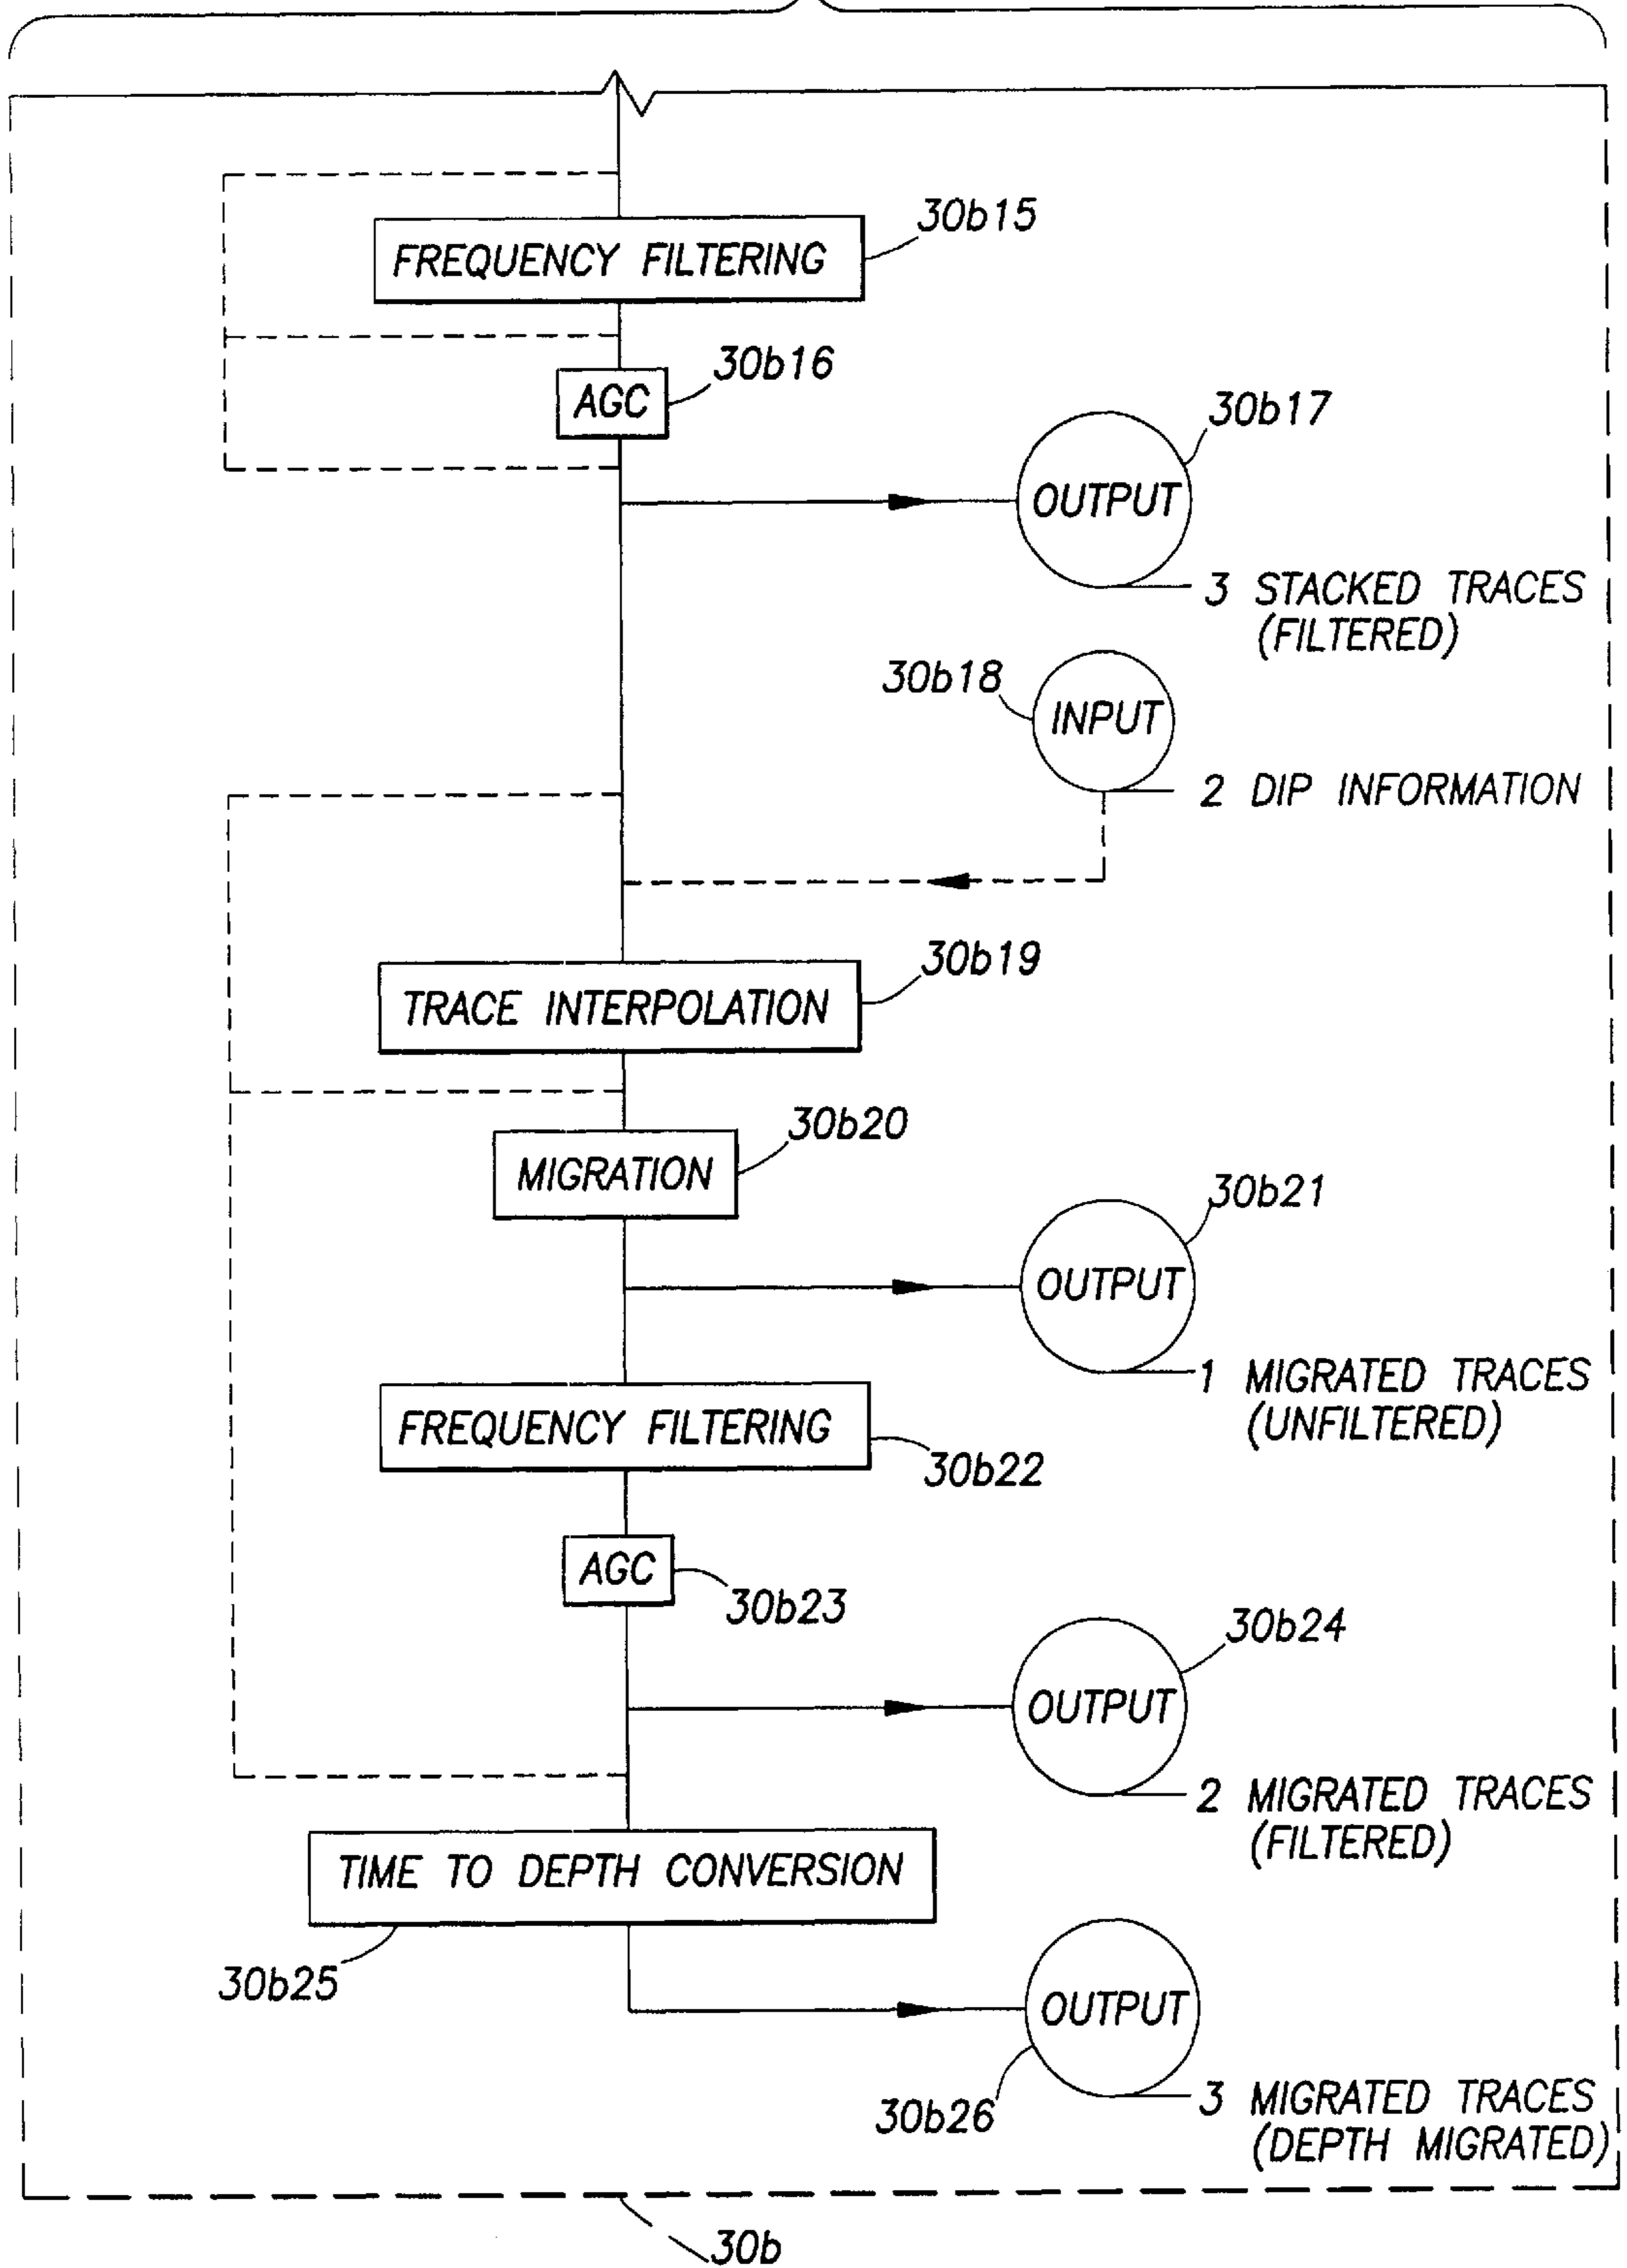 30b15
FREQUENCY FILTERING
30b16
AGC
30b17
OUTPUT
3 STACKED TRACES
(FILTERED)
30b18
INPUT
2 DIP INFORMATION
30b19
TRACE INTERPOLATION
30b20
MIGRATION
30b21
OUTPUT
1 MIGRATED TRACES
(UNFILTERED)
FREQUENCY FILTERING
30b22
AGC
30b23
30b24
OUTPUT
2 MIGRATED TRACES
(FILTERED)
TIME TO DEPTH CONVERSION
30b25
OUTPUT
30b26
3 MIGRATED TRACES
(DEPTH MIGRATED)
30b